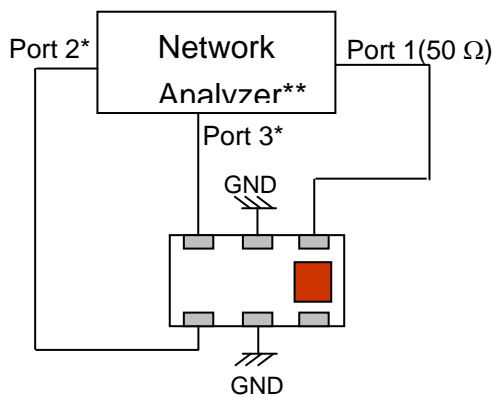 Port 2*
Network
Analyzer**
Port 1(50 Ω)
Port 3*
GND
GND